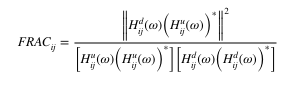 FRAC_{ij} = \frac{\left\| H_{ij}^{d}(\omega)\left(H_{ij}^{u}(\omega)\right)^{*} \right\|^{2}}{\left[ H_{ij}^{u}(\omega)\left(H_{ij}^{u}(\omega)\right)^{*} \right]\left[ H_{ij}^{d}(\omega)\left(H_{ij}^{d}(\omega)\right)^{*} \right]}